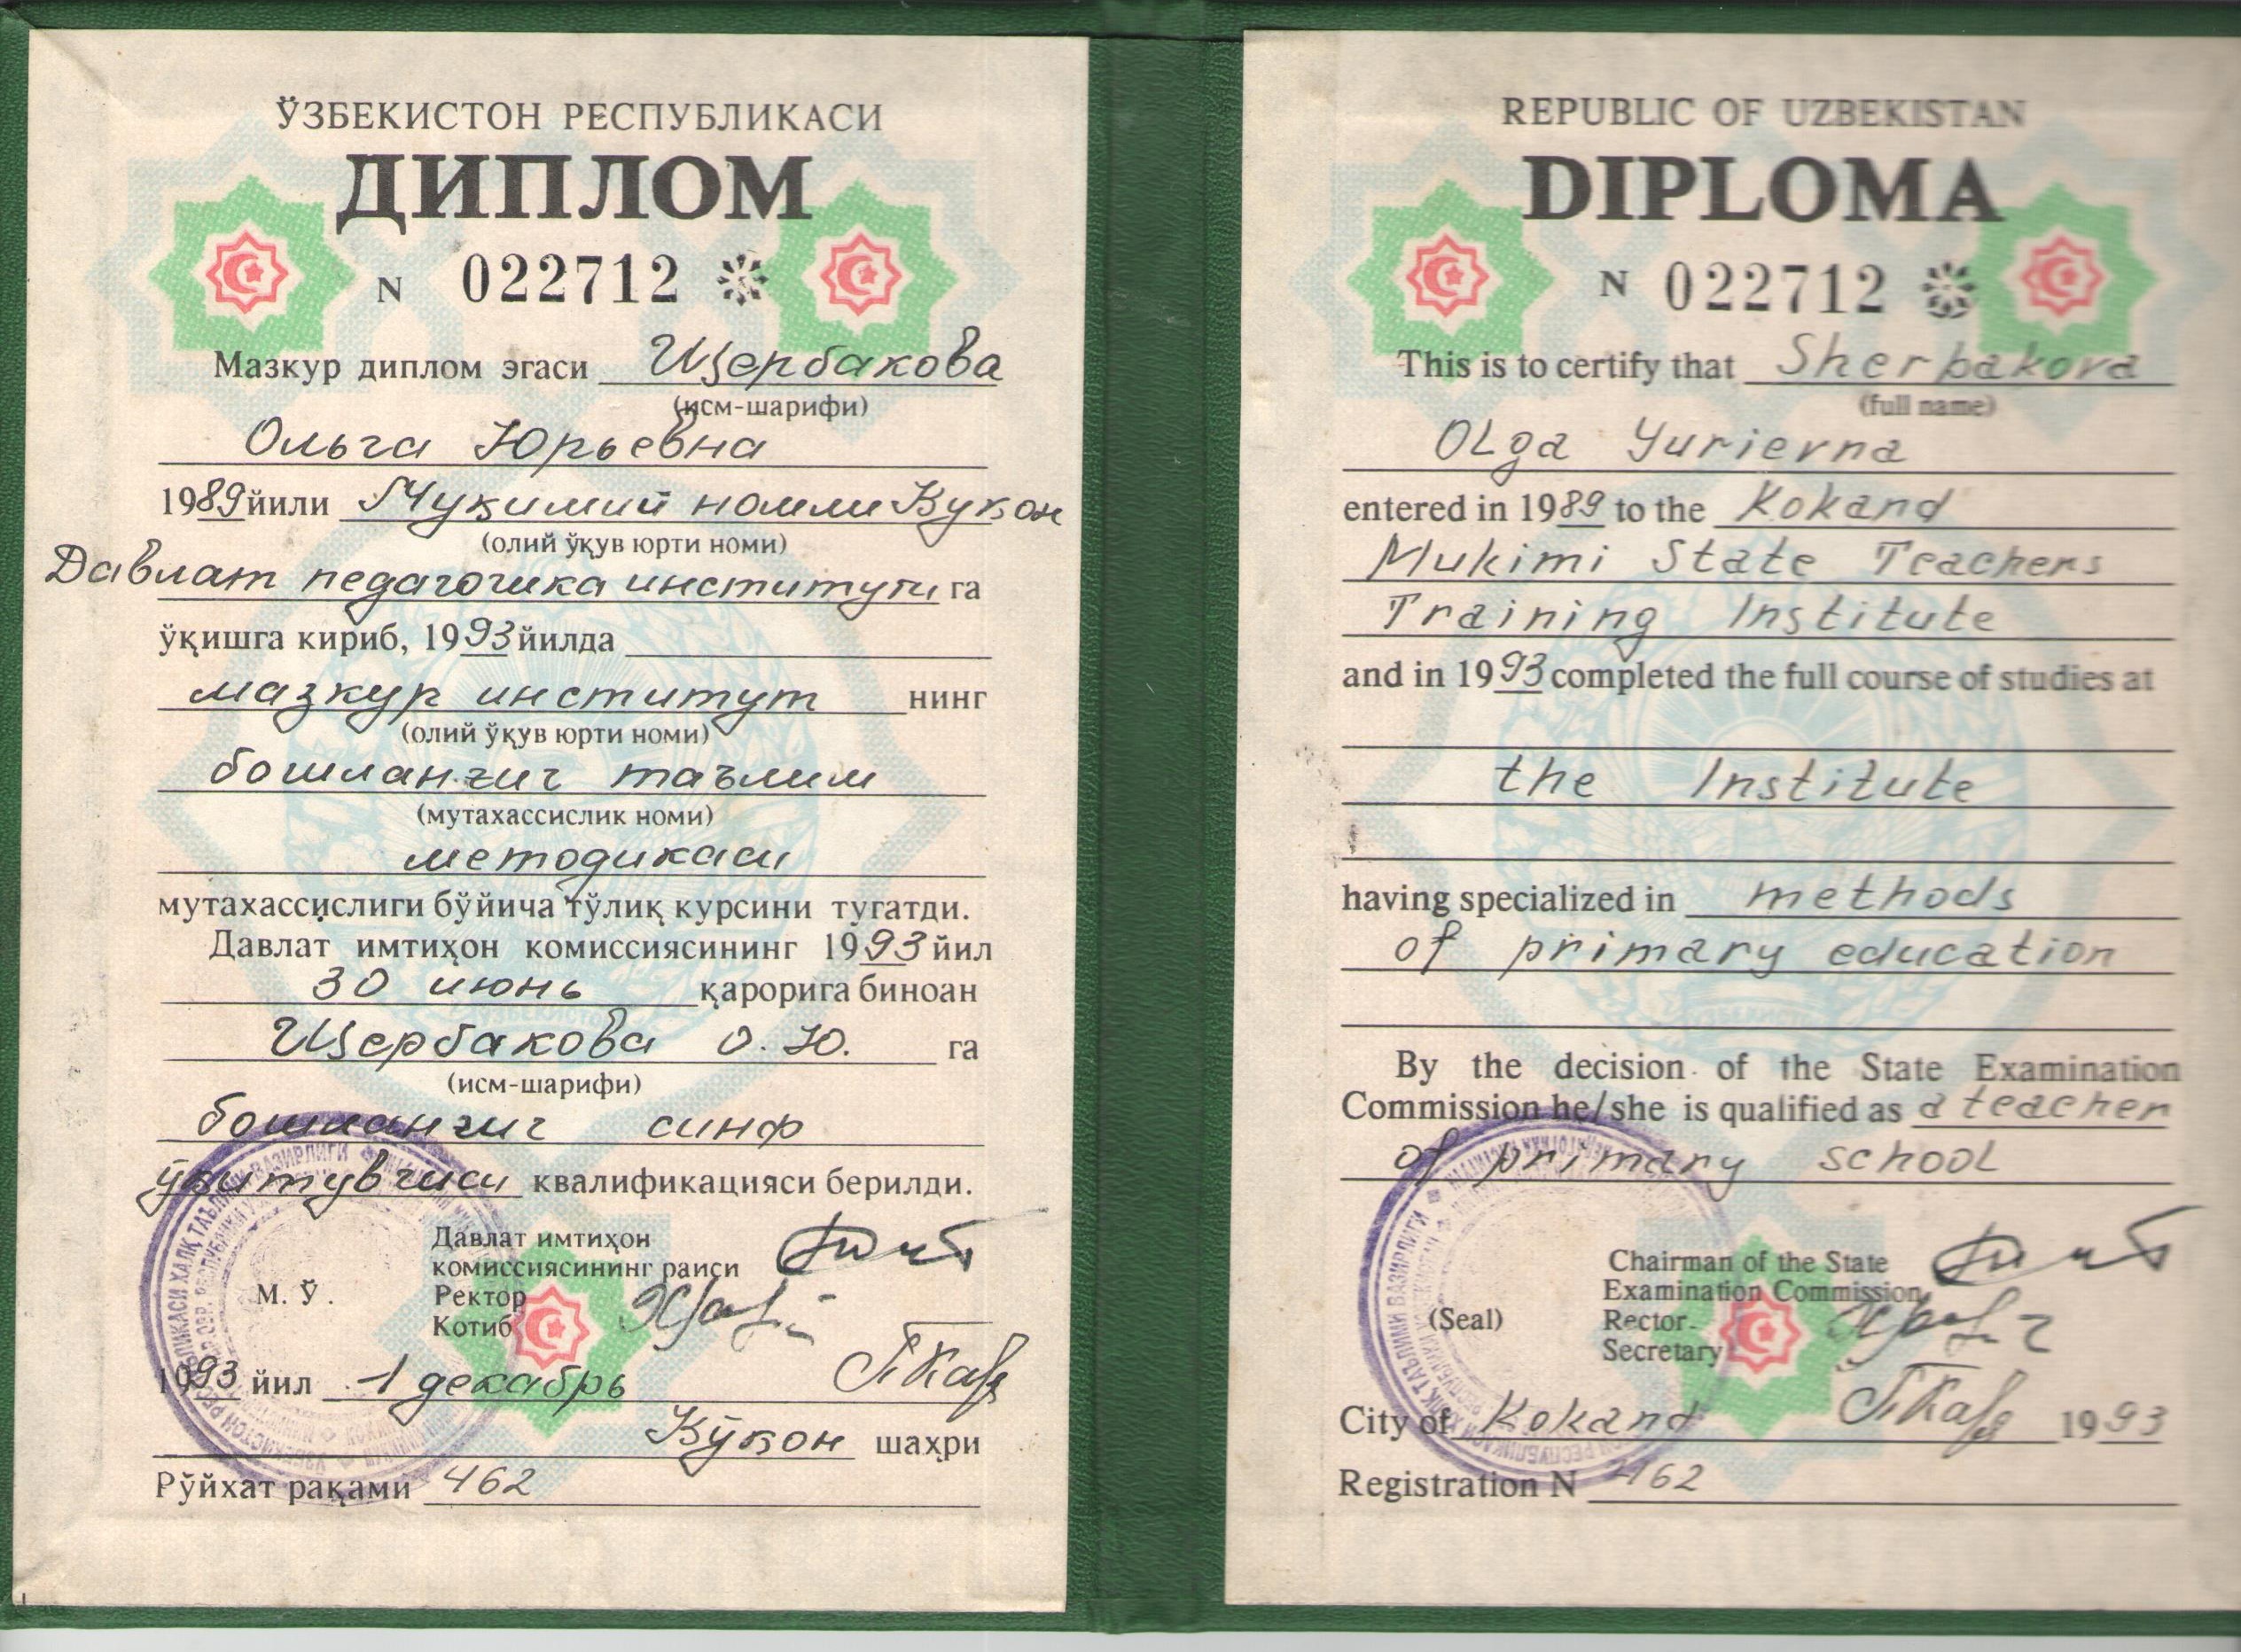 ЎЗБЕКИСТОН РЕСПУБЛИКАСИ
ДИПЛОМ
N 022712
Мазкур диплом эгаси Щербакова
(исм-шарифи)
Ольга Юрьевна
1989 йили Муқимий номли Қуқон
(олий ўқув юрти номи)
Давлат педагогика институти га
ўқишга кириб, 1993 йилда
мазкур институт нинг
(олий ўқув юрти номи)
бошланғич таълим
(мутахассислик номи)
методикаси
мутахассислиги бўйича тўлиқ курсини тугатди.
Давлат имтиҳон комиссиясининг 1993 йил
30 июнь қарорига биноан
Щербакова О.Ю. га
(исм-шарифи)
бошланғич синф
ўқитувчиси квалификацияси берилди.
Давлат имтиҳон
комиссиясининг раиси
М. Ў.
Ректор
Котиб
1993 йил 1 декабрь
Қўқон шаҳри
Рўйхат рақами 462
REPUBLIC OF UZBEKISTAN
DIPLOMA
N 022712
This is to certify that Sherbakova
(full name)
Olga Yurievna
entered in 1989 to the Kokand
Mukimi State Teachers
Training Institute
and in 1993 completed the full course of studies at
the Institute
having specialized in methods
of primary education
By the decision of the State Examination
Commission he/she is qualified as a teacher
of primary school
Chairman of the State
Examination Commission
(Seal)
Rector
Secretary
City of Kokand 1993
Registration N 462